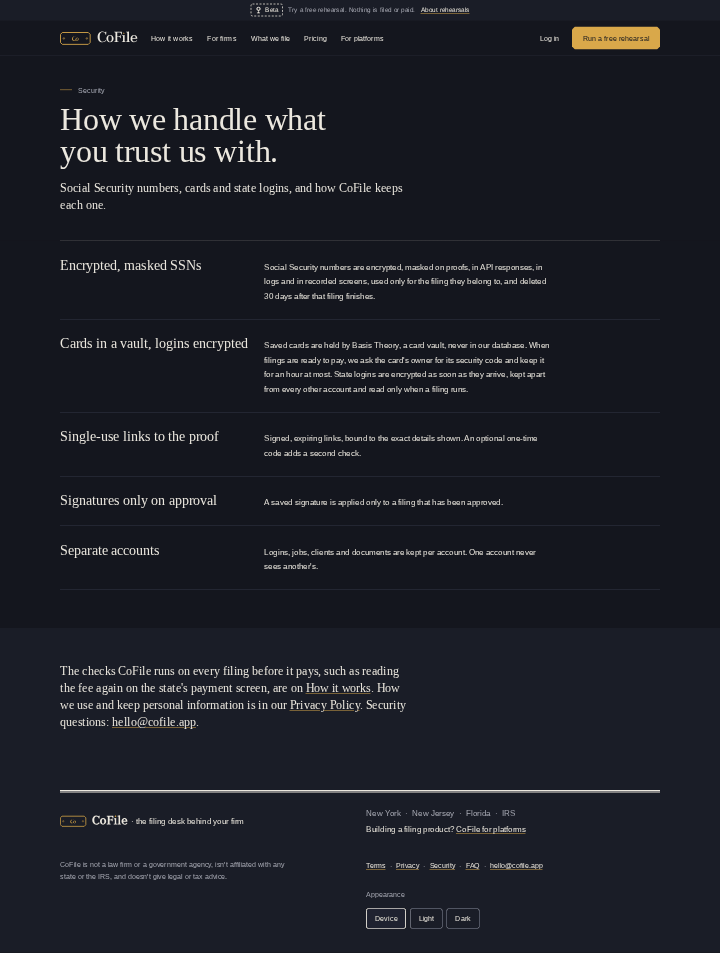 Beta Try a free rehearsal. Nothing is filed or paid. About rehearsals
Co CoFile How it works For firms What we file Pricing For platforms Log in Run a free rehearsal
Security
How we handle what
you trust us with.
Social Security numbers, cards and state logins, and how CoFile keeps
each one.
Encrypted, masked SSNs
Social Security numbers are encrypted, masked on proofs, in API responses, in
logs and in recorded screens, used only for the filing they belong to, and deleted
30 days after that filing finishes.
Cards in a vault, logins encrypted
Saved cards are held by Basis Theory, a card vault, never in our database. When
filings are ready to pay, we ask the card's owner for its security code and keep it
for an hour at most. State logins are encrypted as soon as they arrive, kept apart
from every other account and read only when a filing runs.
Single-use links to the proof
Signed, expiring links, bound to the exact details shown. An optional one-time
code adds a second check.
Signatures only on approval
A saved signature is applied only to a filing that has been approved.
Separate accounts
Logins, jobs, clients and documents are kept per account. One account never
sees another's.
The checks CoFile runs on every filing before it pays, such as reading
the fee again on the state's payment screen, are on How it works. How
we use and keep personal information is in our Privacy Policy. Security
questions: hello@cofile.app.
Co CoFile · the filing desk behind your firm
New York · New Jersey · Florida · IRS
Building a filing product? CoFile for platforms
CoFile is not a law firm or a government agency, isn't affiliated with any
state or the IRS, and doesn't give legal or tax advice.
Terms · Privacy · Security · FAQ · hello@cofile.app
Appearance
Device Light Dark